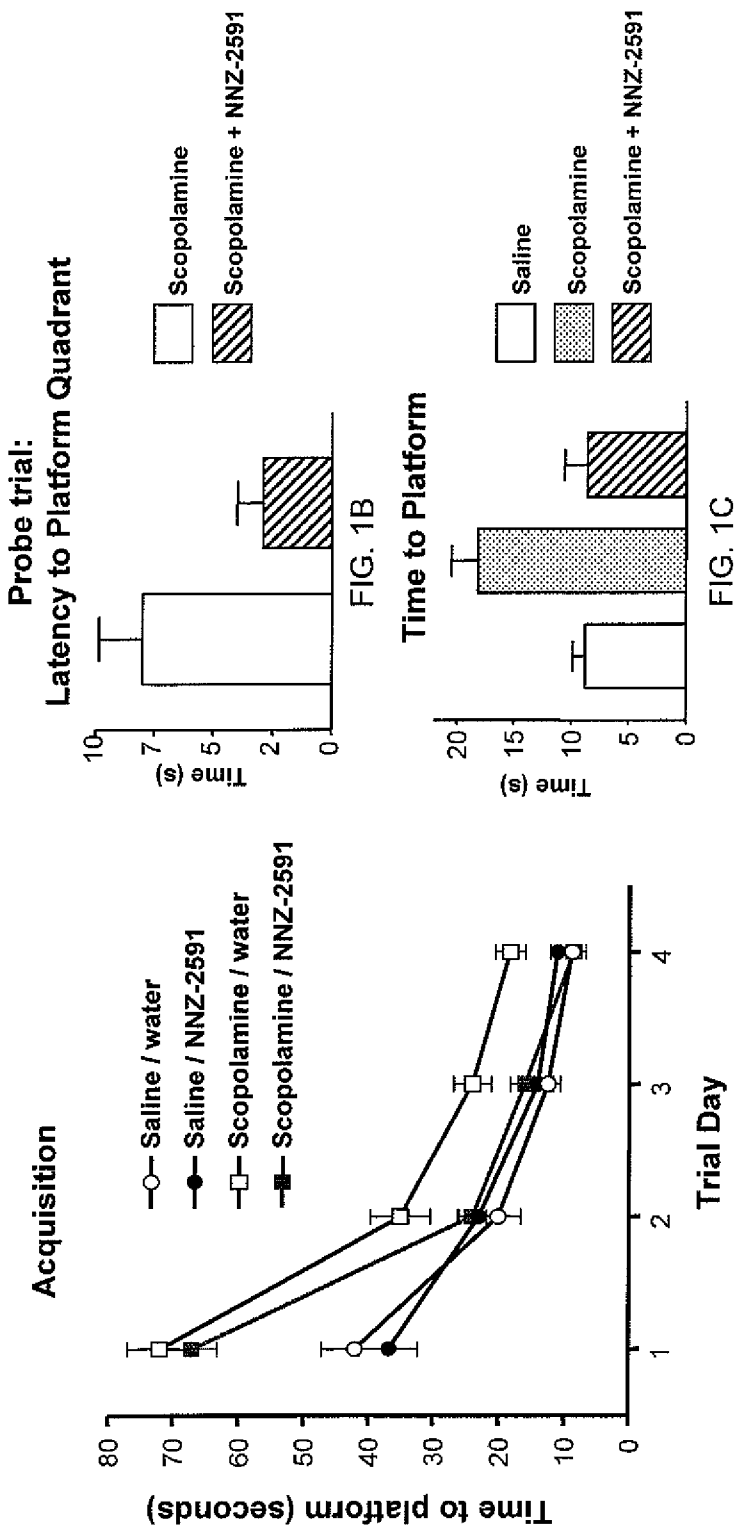 Acquisition
Saline / water
Saline / NNZ-2591
Scopolamine / water
Scopolamine / NNZ-2591
Time to platform (seconds)
80
70
60
50
40
30
20
10
0
1
2
3
4
Trial Day
Probe trial:
Latency to Platform Quadrant
Time (s)
10
7
5
2
0
Scopolamine
Scopolamine + NNZ-2591
FIG. 1B
Time to Platform
Time (s)
20
15
10
5
0
Saline
Scopolamine
Scopolamine + NNZ-2591
FIG. 1C